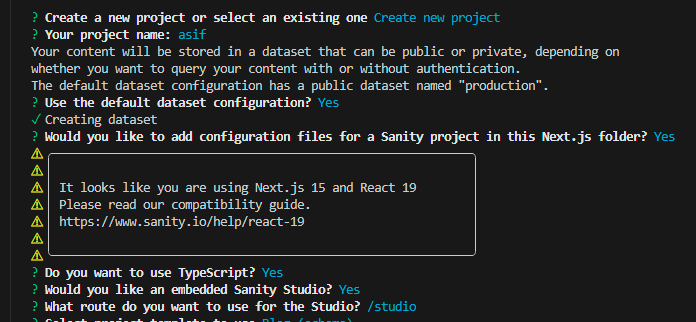 ? Create a new project or select an existing one Create new project
? Your project name: asif
Your content will be stored in a dataset that can be public or private, depending on
whether you want to query your content with or without authentication.
The default dataset configuration has a public dataset named "production".
? Use the default dataset configuration? Yes
✓ Creating dataset
? Would you like to add configuration files for a Sanity project in this Next.js folder? Yes
It looks like you are using Next.js 15 and React 19
Please read our compatibility guide.
https://www.sanity.io/help/react-19
? Do you want to use TypeScript? Yes
? Would you like an embedded Sanity Studio? Yes
? What route do you want to use for the Studio? /studio
? Select project template to use Blog (schema)